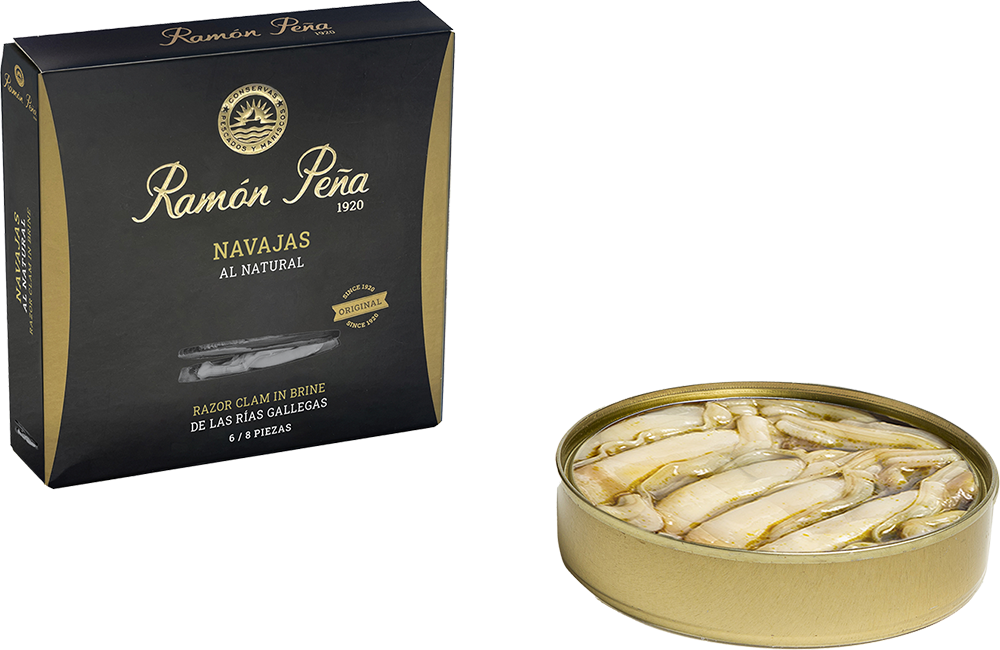 Ramón Peña
1920
CONSERVAS
PESCADOS Y MARISCOS
Ramón Peña
1920
NAVAJAS
AL NATURAL
SINCE 1920
ORIGINAL
SINCE 1920
RAZOR CLAM IN BRINE
DE LAS RÍAS GALLEGAS
6 / 8 PIEZAS
Ramón Peña
NAVAJAS
AL NATURAL
RAZOR CLAM IN BRINE